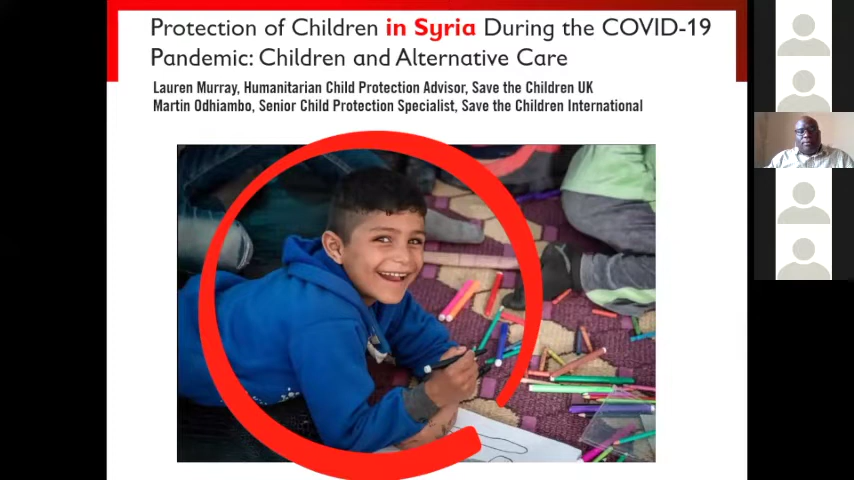 Protection of Children in Syria During the COVID-19
Pandemic: Children and Alternative Care
Lauren Murray, Humanitarian Child Protection Advisor, Save the Children UK
Martin Odhiambo, Senior Child Protection Specialist, Save the Children International